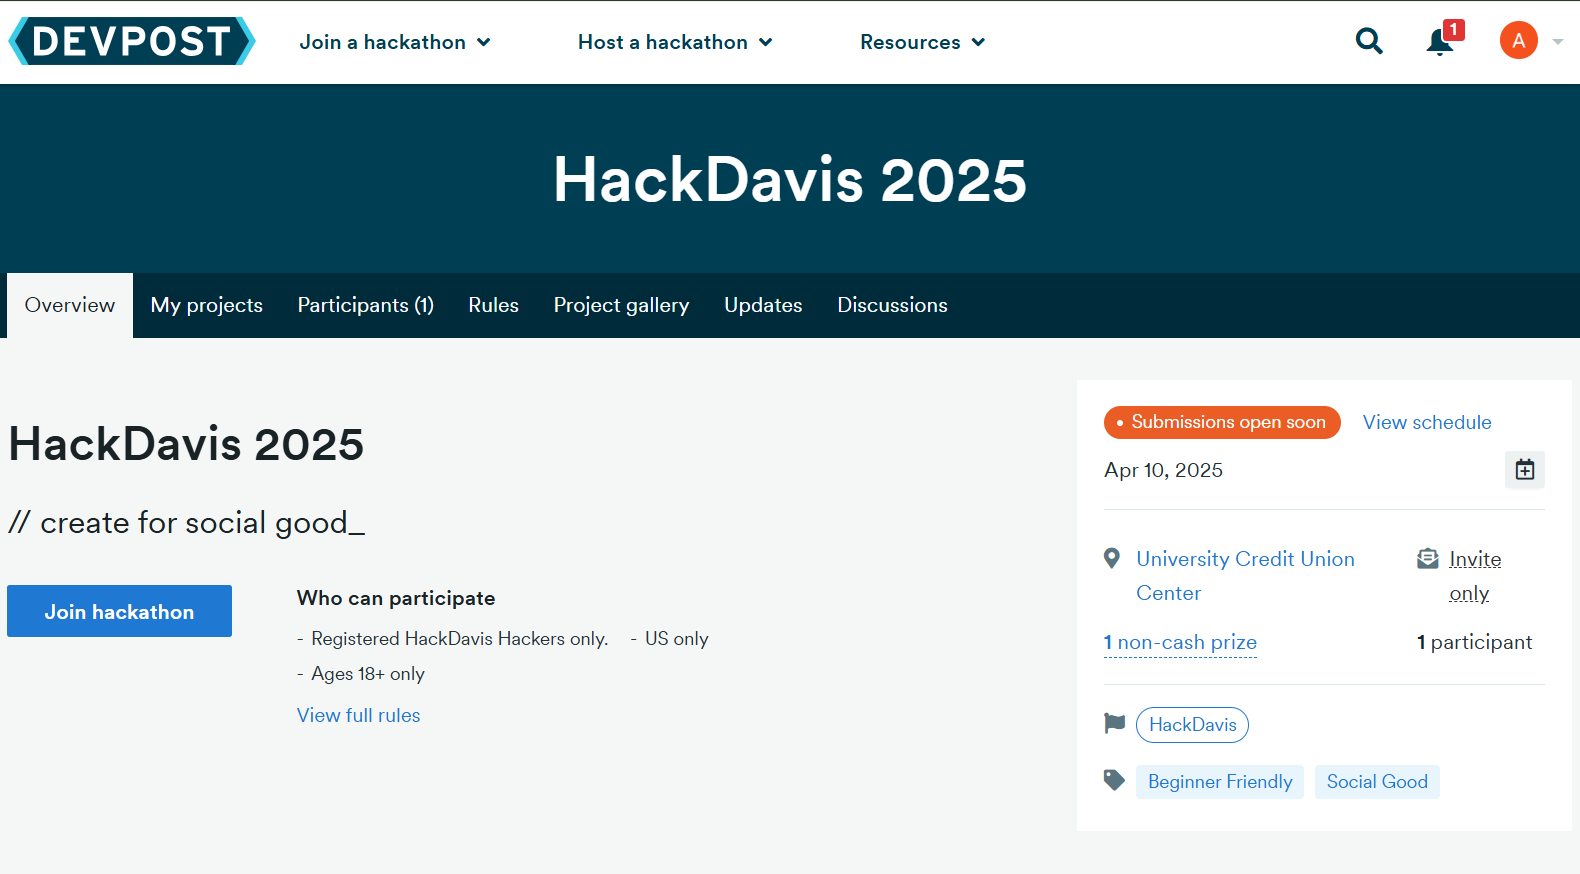 DEVPOST
Join a hackathon
Host a hackathon
Resources
1
A
HackDavis 2025
Overview
My projects
Participants (1)
Rules
Project gallery
Updates
Discussions
HackDavis 2025
// create for social good_
Join hackathon
Who can participate
- Registered HackDavis Hackers only.
- US only
- Ages 18+ only
View full rules
• Submissions open soon
View schedule
Apr 10, 2025
University Credit Union
Center
Invite
only
1 non-cash prize
1 participant
HackDavis
Beginner Friendly
Social Good